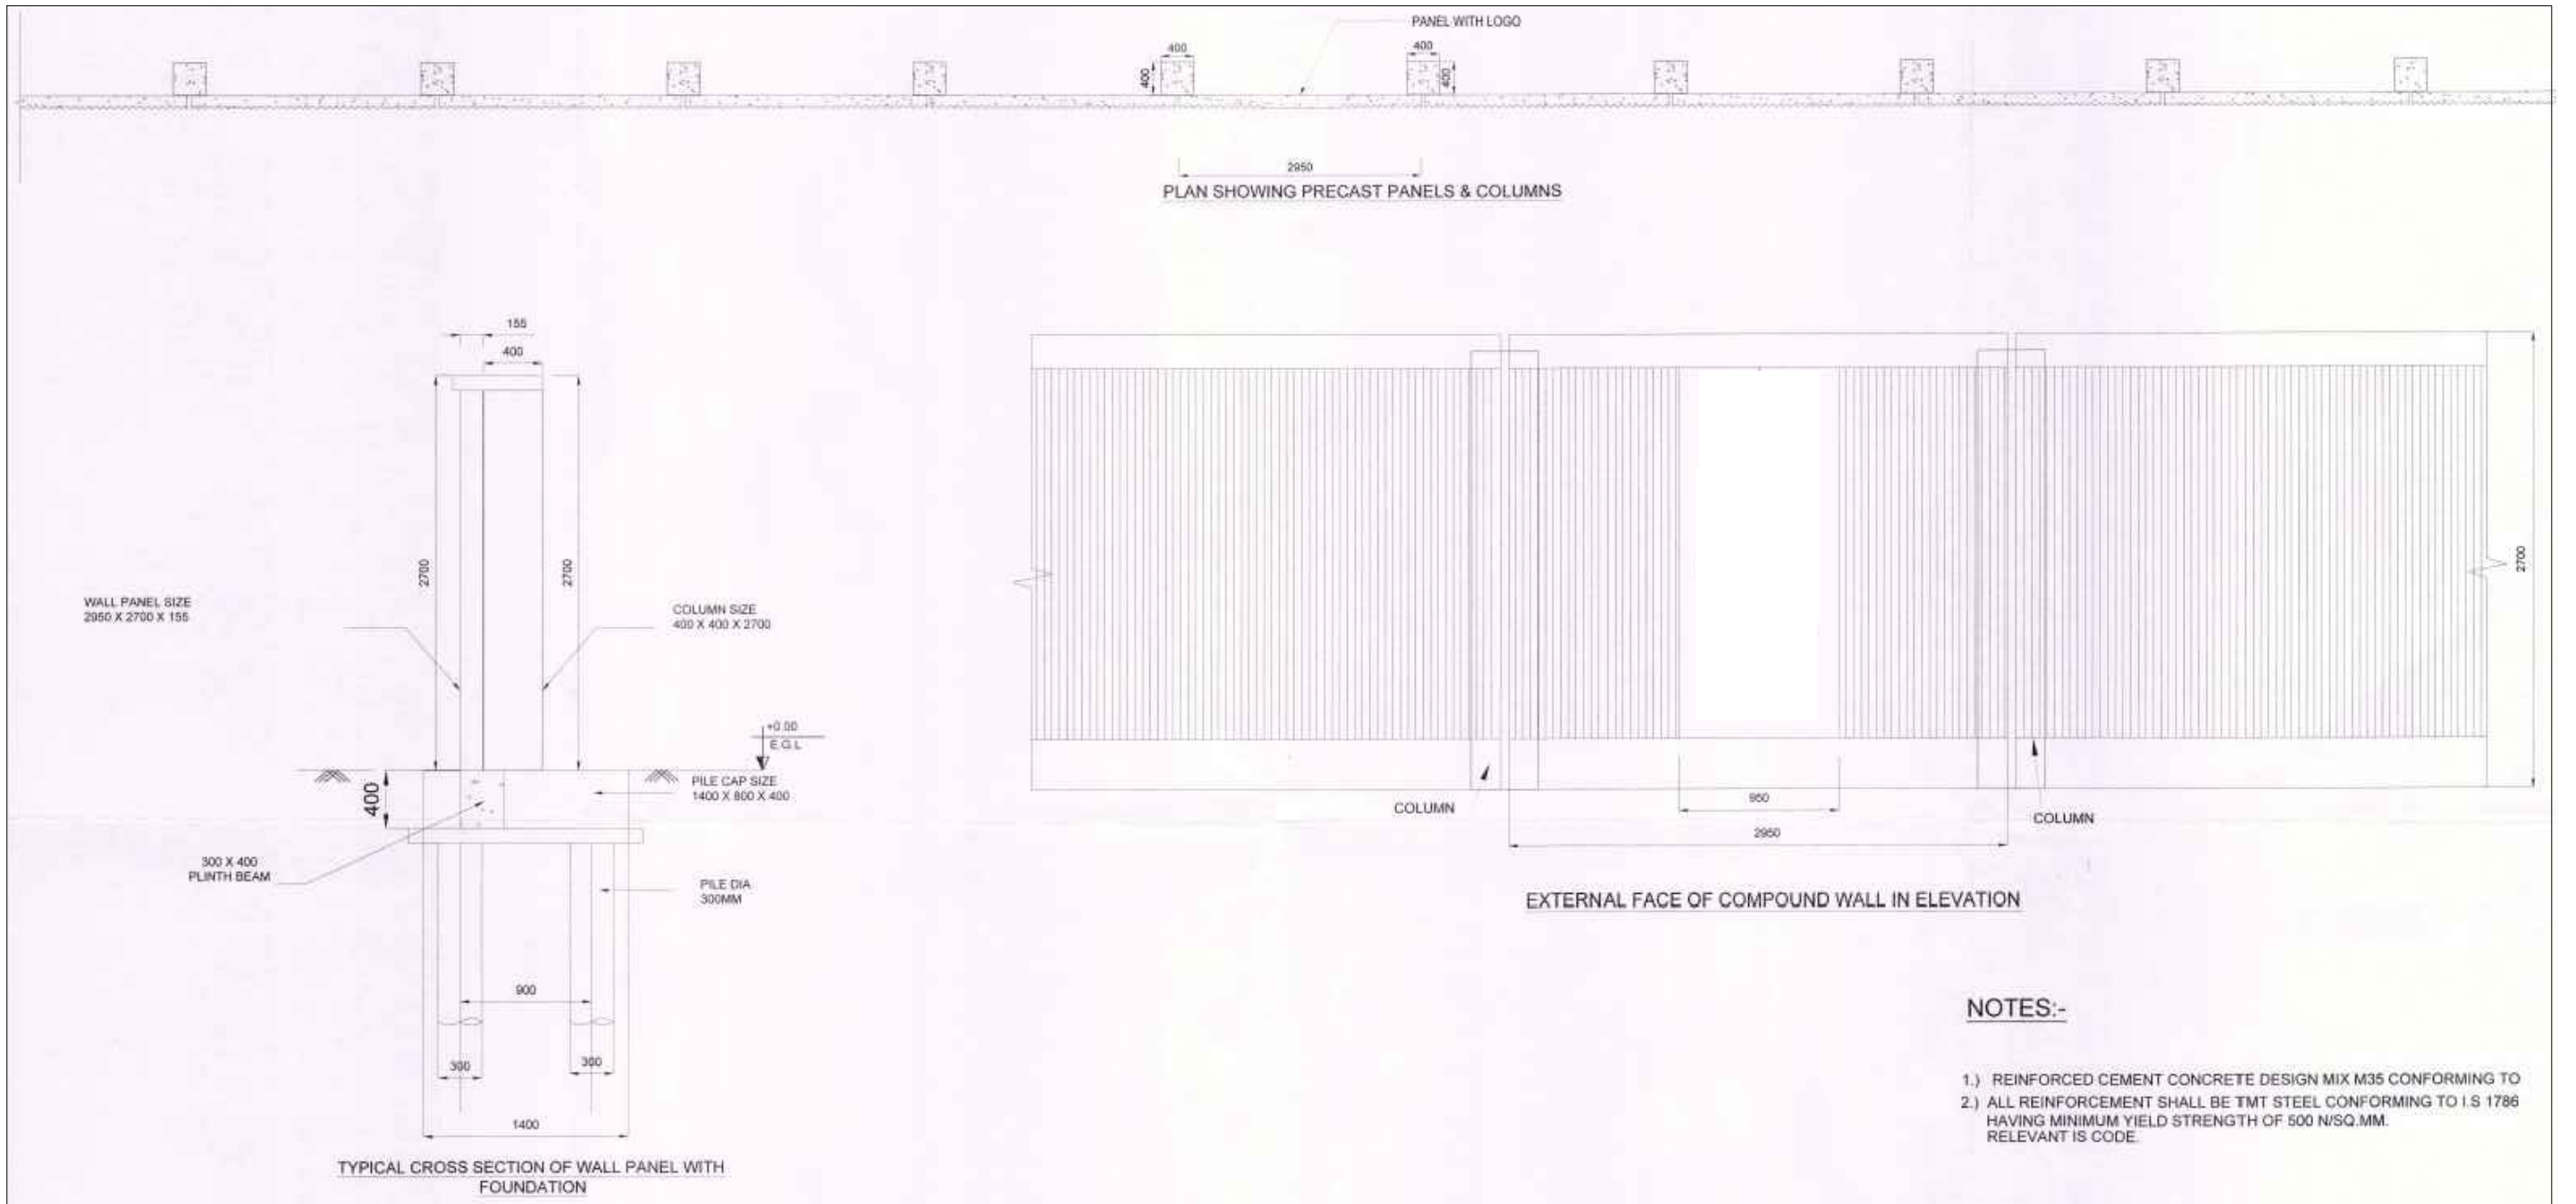 PANEL WITH LOGO
400
400
400
400
2950
PLAN SHOWING PRECAST PANELS & COLUMNS
155
400
2700
2700
WALL PANEL SIZE
2950 X 2700 X 155
COLUMN SIZE
400 X 400 X 2700
+0.00
E.G.L
400
PILE CAP SIZE
1400 X 800 X 400
300 X 400
PLINTH BEAM
PILE DIA
300MM
900
300
300
1400
TYPICAL CROSS SECTION OF WALL PANEL WITH
FOUNDATION
2700
COLUMN
950
COLUMN
2950
EXTERNAL FACE OF COMPOUND WALL IN ELEVATION
NOTES:-
1.) REINFORCED CEMENT CONCRETE DESIGN MIX M35 CONFORMING TO
2.) ALL REINFORCEMENT SHALL BE TMT STEEL CONFORMING TO I.S 1786
HAVING MINIMUM YIELD STRENGTH OF 500 N/SQ.MM.
RELEVANT IS CODE.